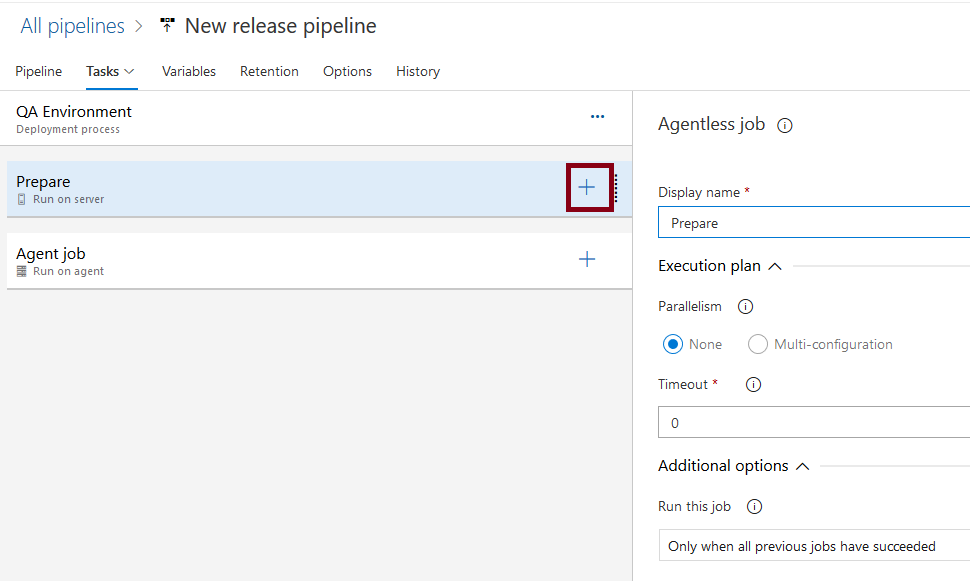 All pipelines > New release pipeline
Pipeline Tasks Variables Retention Options History
QA Environment
Deployment process
Prepare
Run on server
Agent job
Run on agent
Agentless job
Display name *
Prepare
Execution plan
Parallelism
None Multi-configuration
Timeout *
0
Additional options
Run this job
Only when all previous jobs have succeeded